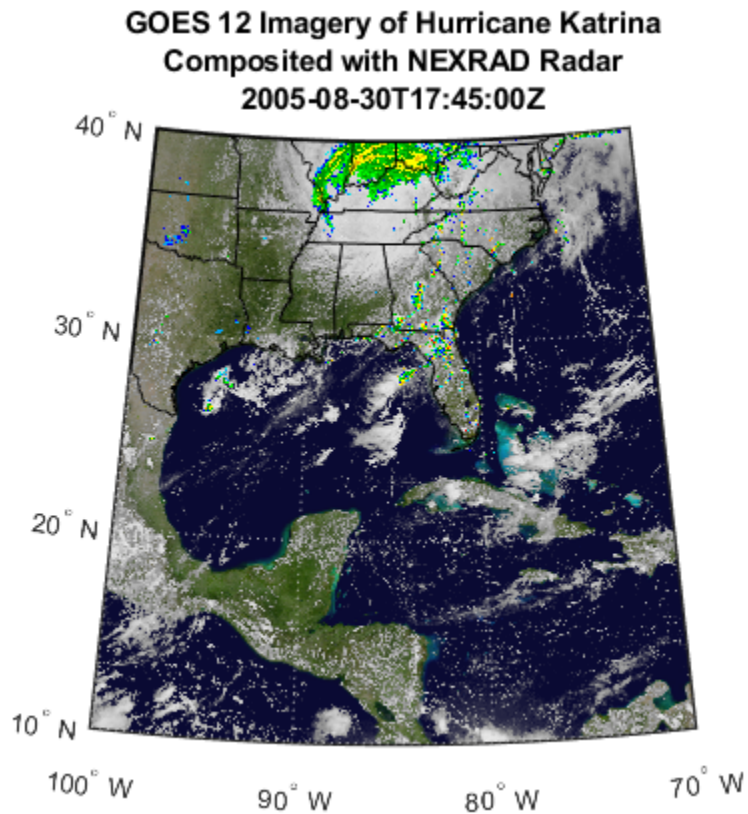 GOES 12 Imagery of Hurricane Katrina
Composited with NEXRAD Radar
2005-08-30T17:45:00Z
40° N
30° N
20° N
10° N
100° W
90° W
80° W
70° W